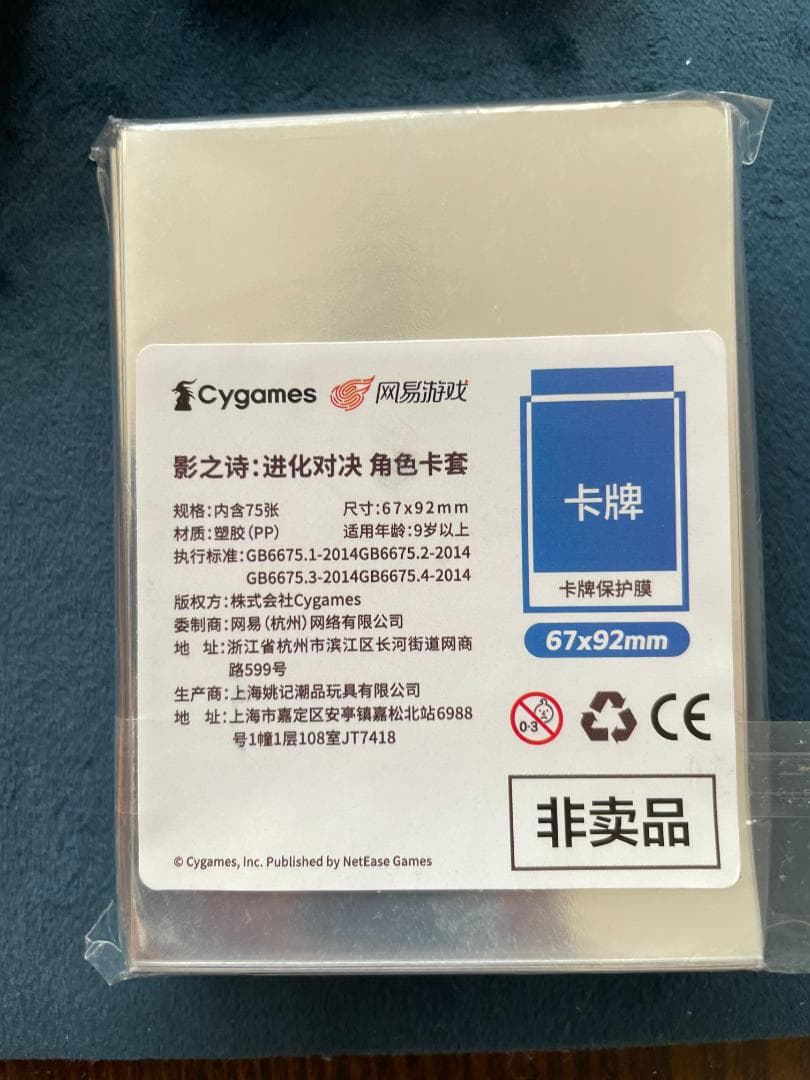 Cygames 网易游戏
影之诗:进化对决 角色卡套
规格:内含75张 尺寸:67x92mm
材质:塑胶(PP) 适用年龄:9岁以上
执行标准:GB6675.1-2014GB6675.2-2014
GB6675.3-2014GB6675.4-2014
版权方:株式会社Cygames
委制商:网易(杭州)网络有限公司
地 址:浙江省杭州市滨江区长河街道网商
路599号
生产商:上海姚记潮品玩具有限公司
地 址:上海市嘉定区安亭镇嘉松北站6988
号1幢1层108室JT7418
© Cygames, Inc. Published by NetEase Games
卡牌
卡牌保护膜
67x92mm
0-3
CE
非卖品